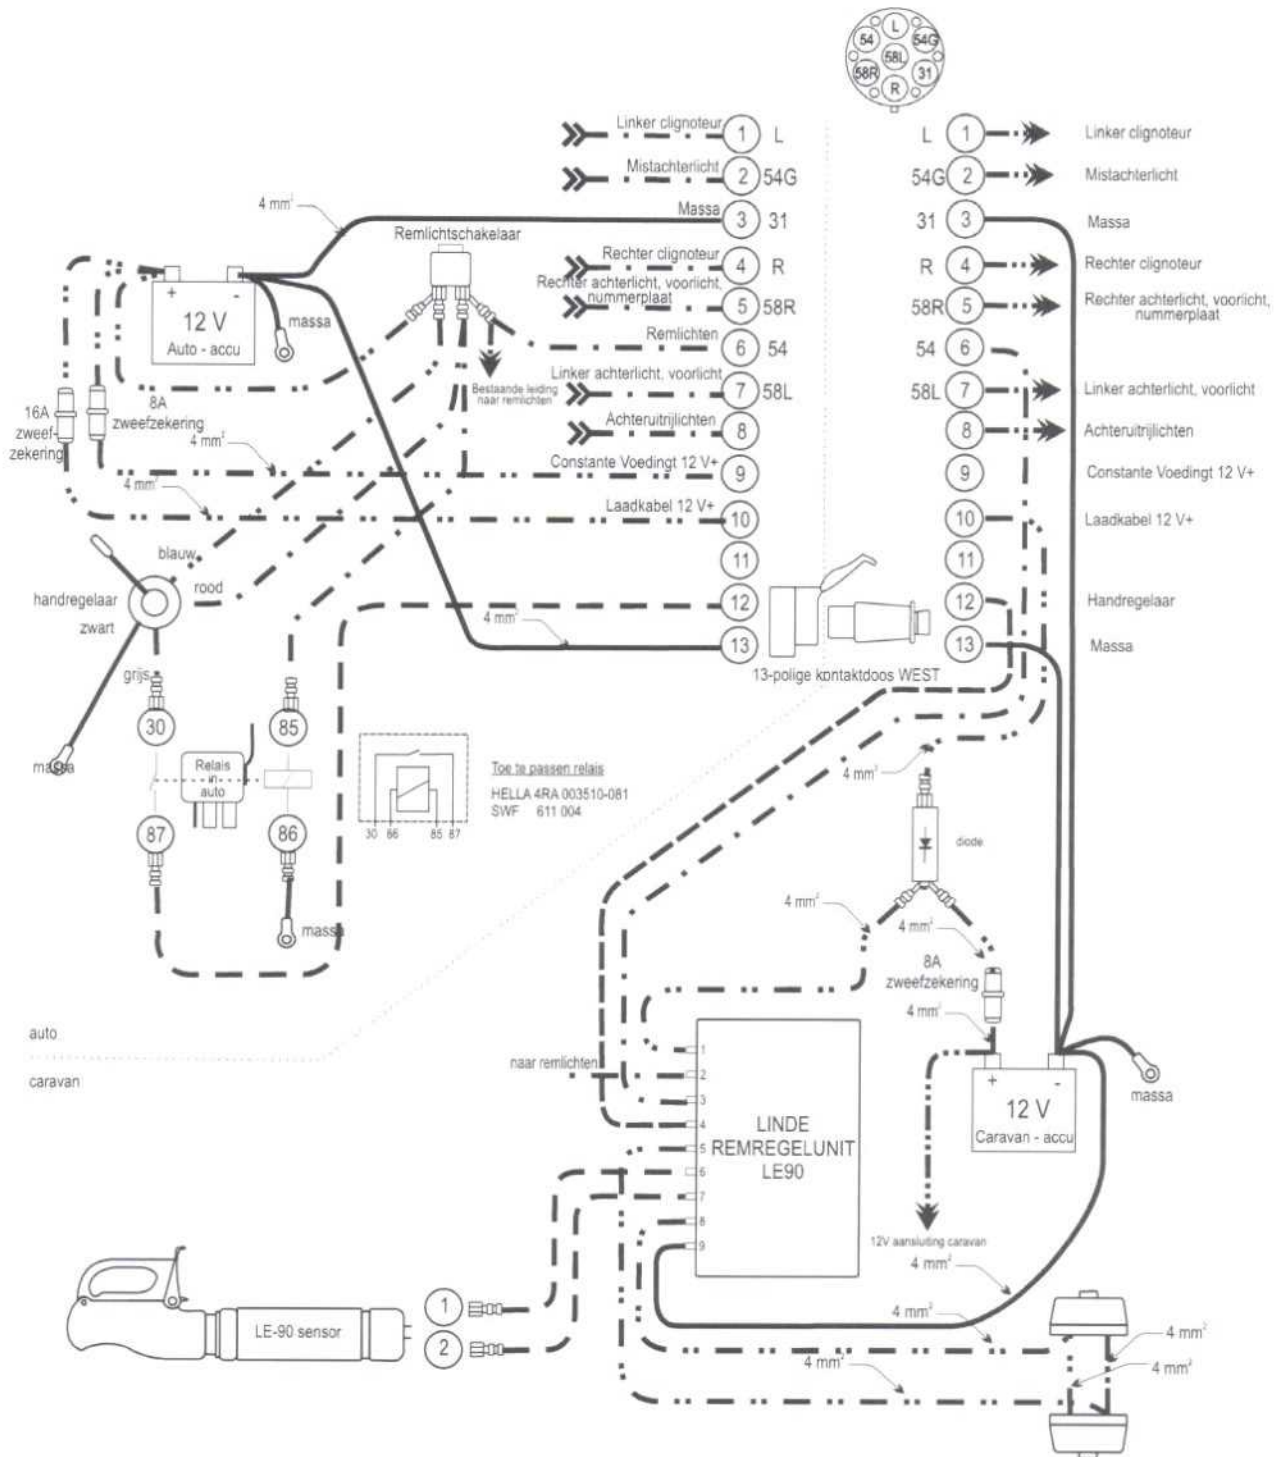 L
54
54G
58L
58R
31
R
Linker clignoteur
1
L
L
1
Linker clignoteur
Mistachterlicht
2
54G
54G
2
Mistachterlicht
4 mm²
Massa
3
31
31
3
Massa
Remlichtschakelaar
Rechter clignoteur
4
R
R
4
Rechter clignoteur
Rechter achterlicht, voorlicht,
nummerplaat
5
58R
58R
5
Rechter achterlicht, voorlicht,
nummerplaat
+
-
12 V
Auto - accu
massa
Remlichten
6
54
54
6
Bestaande leiding
naar remlichten
Linker achterlicht, voorlicht
7
58L
58L
7
Linker achterlicht, voorlicht
16A
zweef-
zekering
8A
zweefzekering
Achteruitrijlichten
8
8
Achteruitrijlichten
4 mm²
Constante Voedingt 12 V+
9
9
Constante Voedingt 12 V+
4 mm²
Laadkabel 12 V+
10
10
Laadkabel 12 V+
11
11
blauw
rood
handregelaar
zwart
12
12
Handregelaar
4 mm²
13
13
Massa
13-polige kontaktdoos WEST
grijs
30
85
massa
Relais
in
auto
Toe te passen relais
HELLA 4RA 003510-081
SWF 611 004
30 86 85 87
87
86
massa
4 mm²
diode
4 mm²
4 mm²
8A
zweefzekering
4 mm²
auto
caravan
naar remlichten
1
2
3
4
5
6
7
8
9
LINDE
REMREGELUNIT
LE90
+
-
12 V
Caravan - accu
massa
12V aansluiting caravan
4 mm²
LE-90 sensor
1
2
4 mm²
4 mm²
4 mm²
4 mm²